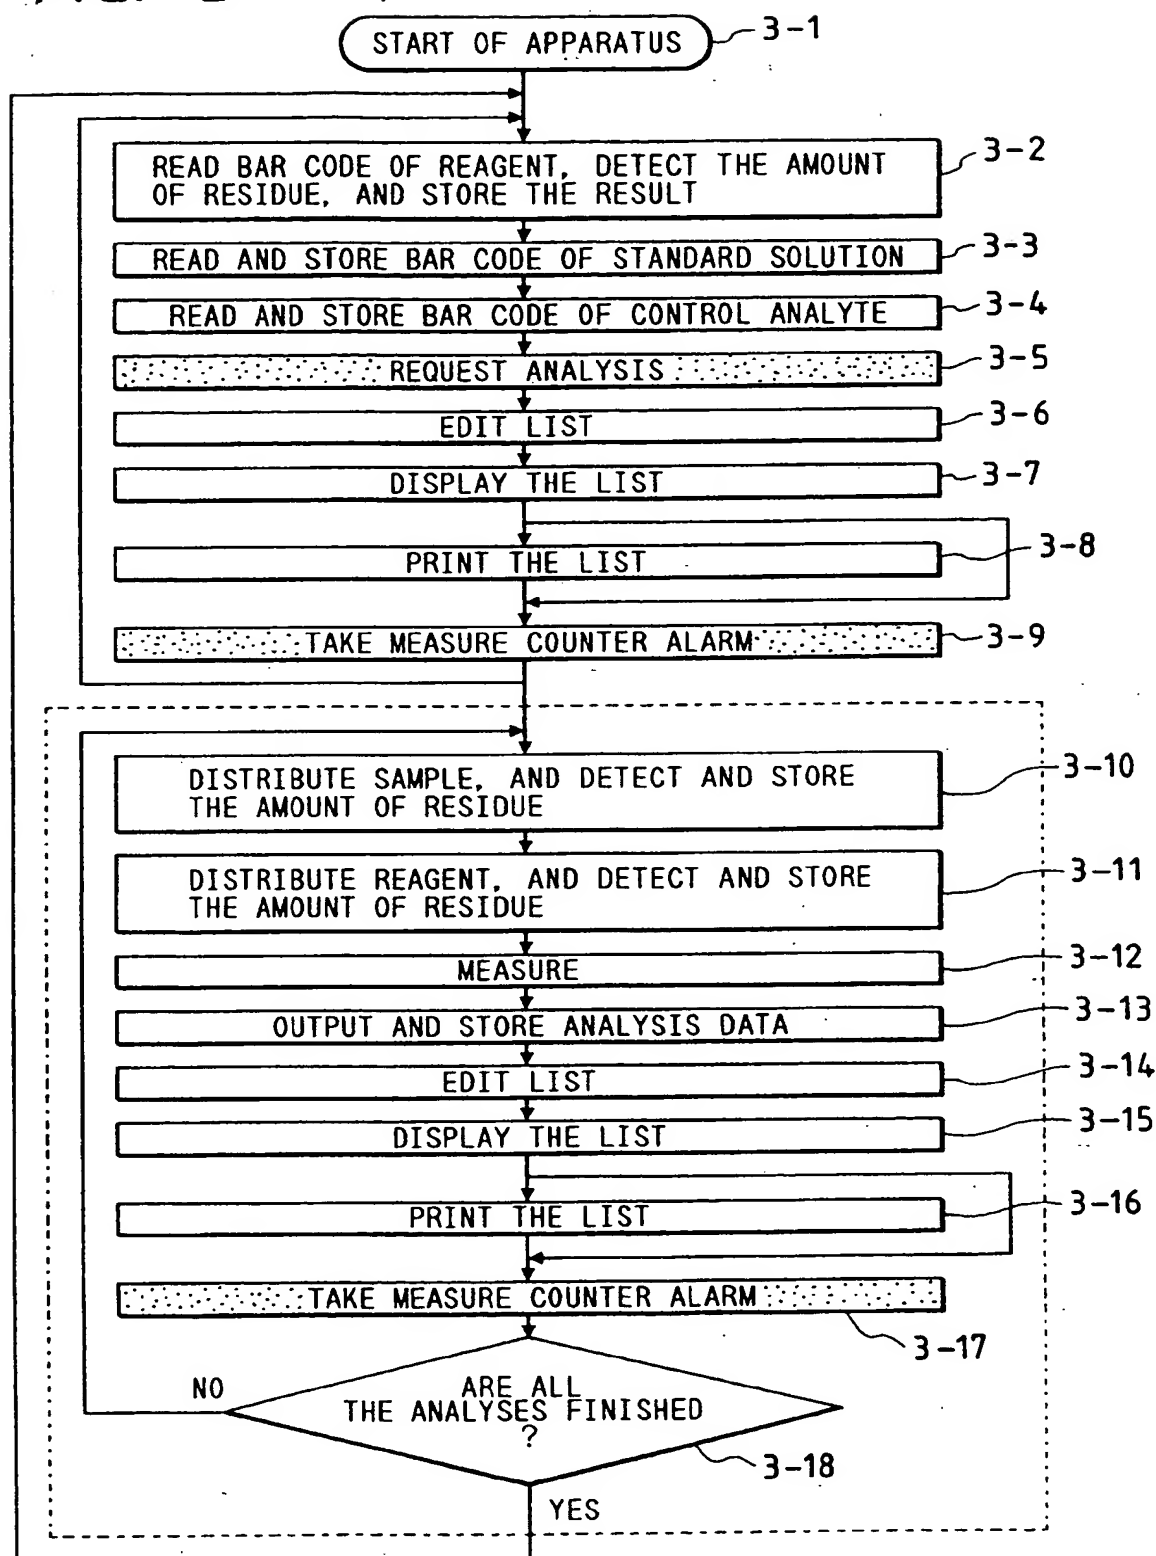 START OF APPARATUS
3-1
READ BAR CODE OF REAGENT, DETECT THE AMOUNT
OF RESIDUE, AND STORE THE RESULT
3-2
READ AND STORE BAR CODE OF STANDARD SOLUTION
3-3
READ AND STORE BAR CODE OF CONTROL ANALYTE
3-4
REQUEST ANALYSIS
3-5
EDIT LIST
3-6
DISPLAY THE LIST
3-7
PRINT THE LIST
3-8
TAKE MEASURE COUNTER ALARM
3-9
DISTRIBUTE SAMPLE, AND DETECT AND STORE
THE AMOUNT OF RESIDUE
3-10
DISTRIBUTE REAGENT, AND DETECT AND STORE
THE AMOUNT OF RESIDUE
3-11
MEASURE
3-12
OUTPUT AND STORE ANALYSIS DATA
3-13
EDIT LIST
3-14
DISPLAY THE LIST
3-15
PRINT THE LIST
3-16
TAKE MEASURE COUNTER ALARM
3-17
NO
ARE ALL
THE ANALYSES FINISHED
?
3-18
YES